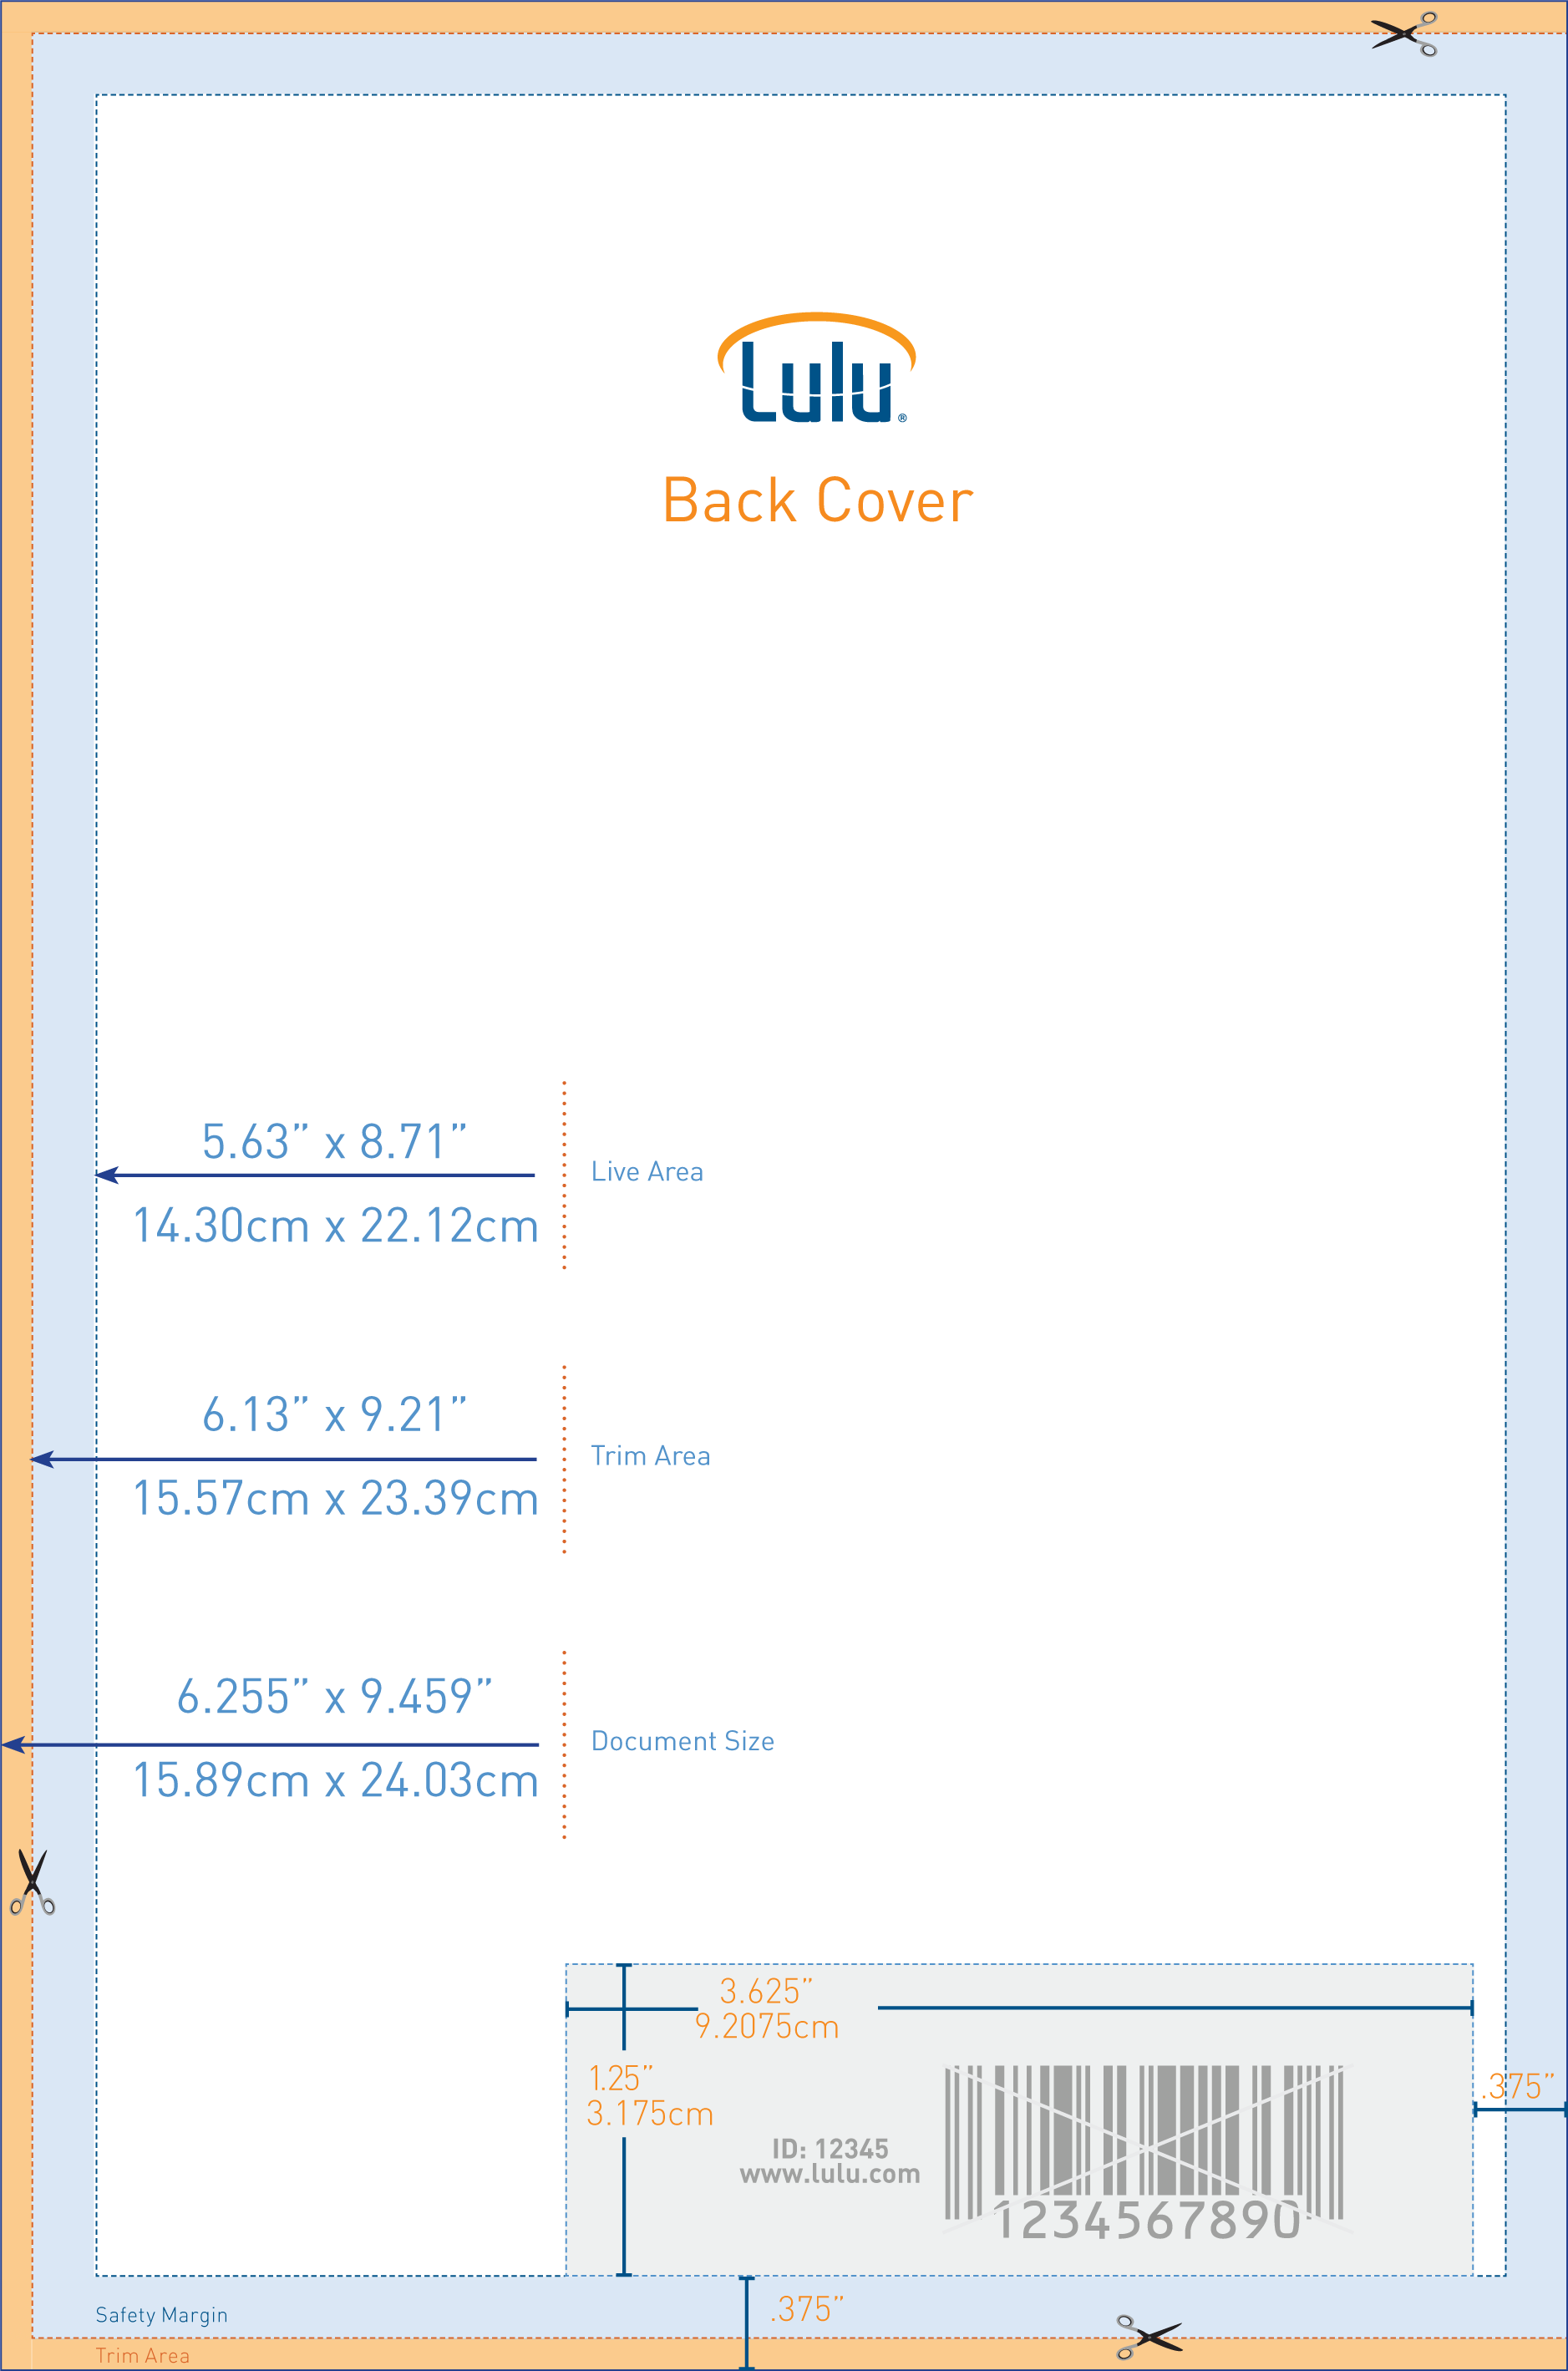 Lulu®
Back Cover
5.63” x 8.71”
Live Area
14.30cm x 22.12cm
6.13” x 9.21”
Trim Area
15.57cm x 23.39cm
6.255” x 9.459”
Document Size
15.89cm x 24.03cm
3.625”
9.2075cm
1.25”
3.175cm
.375”
ID: 12345
www.lulu.com
1234567890
.375”
Safety Margin
Trim Area